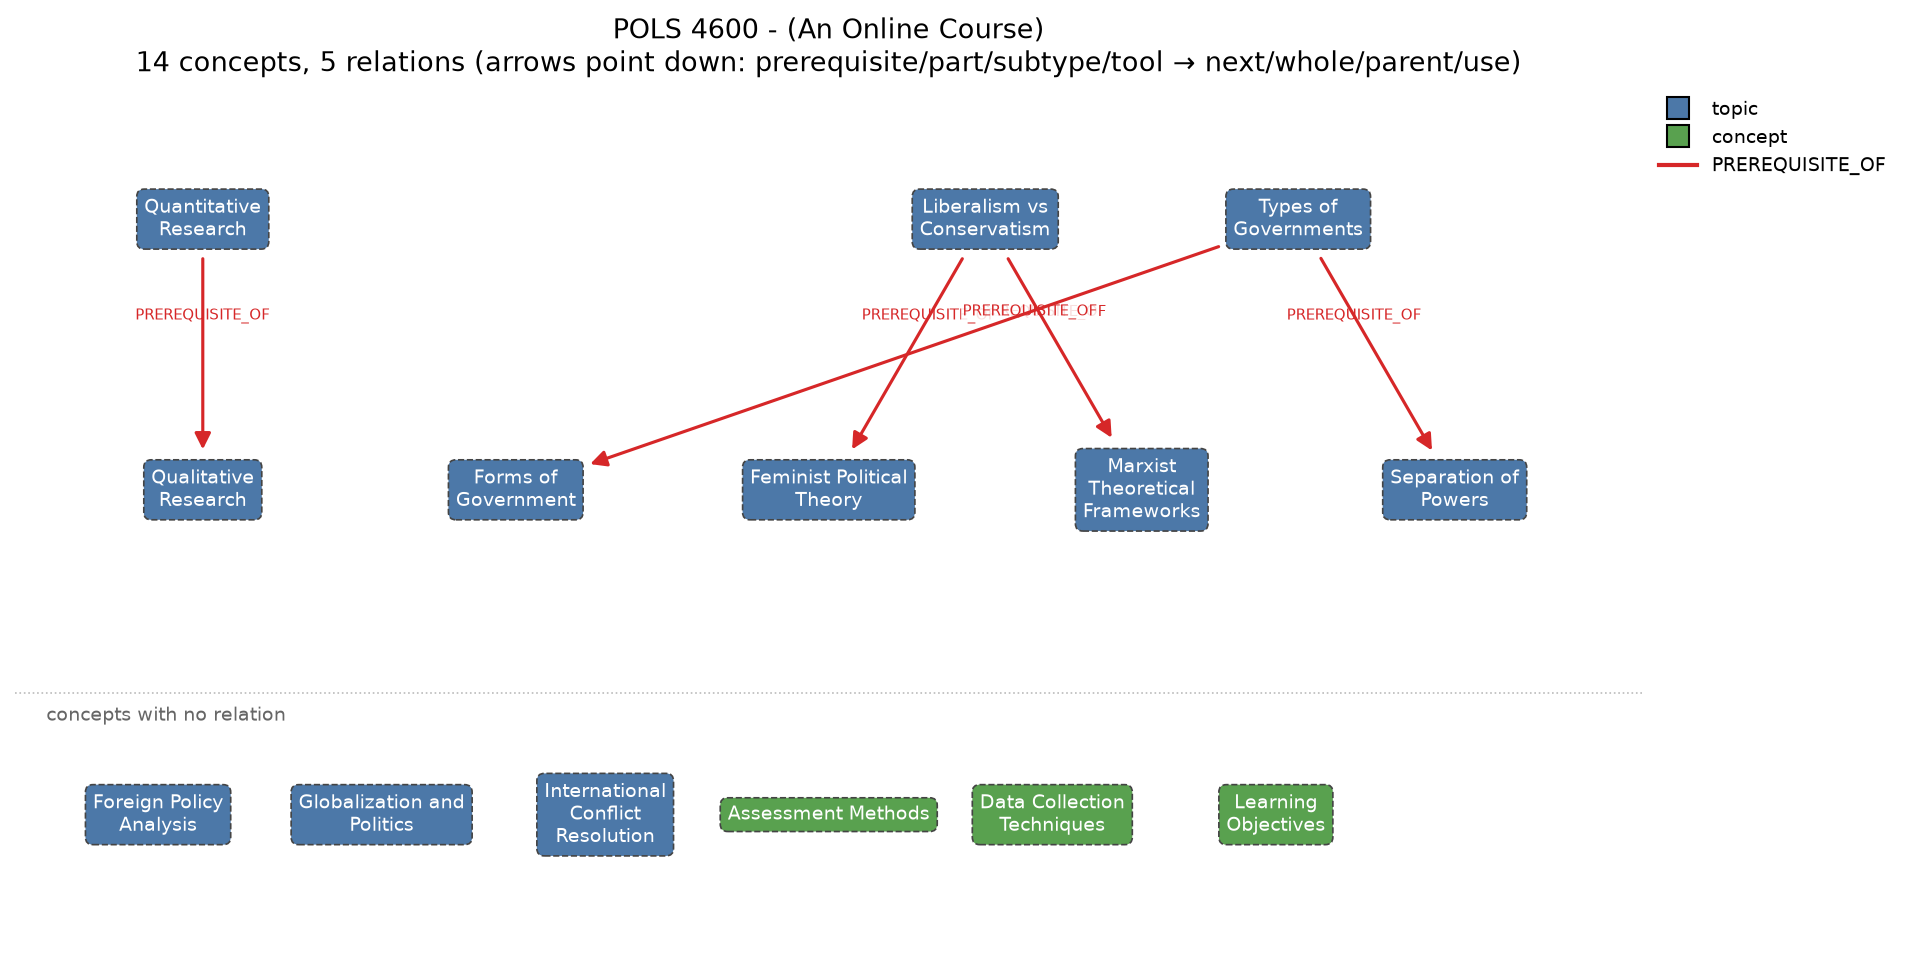 POLS 4600 - (An Online Course)
14 concepts, 5 relations (arrows point down: prerequisite/part/subtype/tool → next/whole/parent/use)
topic
concept
PREREQUISITE_OF
Quantitative
Research
Liberalism vs
Conservatism
Types of
Governments
PREREQUISITE_OF
PREREQUISITE_OF
PREREQUISITE_OF
Qualitative
Research
Forms of
Government
Feminist Political
Theory
Marxist
Theoretical
Frameworks
Separation of
Powers
concepts with no relation
Foreign Policy
Analysis
Globalization and
Politics
International
Conflict
Resolution
Assessment Methods
Data Collection
Techniques
Learning
Objectives